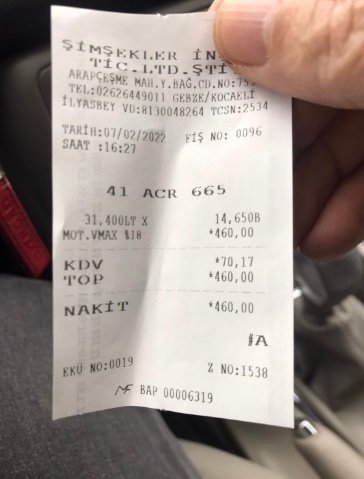 ŞİMŞEKLER İN
TİC.LTD.ŞTİ
ARAPÇEŞME MAH.Y.BAĞ.CD.NO:75
TEL:02626449011 GEBZE/KOCAELİ
İLYASBEY VD:8130048264 TCSN:2534
TARİH:07/02/2022 FİŞ NO: 0096
SAAT :16:27
41 ACR 665
31,400LT X 14,650B
MOT.VMAX %18 *460,00
KDV *70,17
TOP *460,00
NAKİT *460,00
#A
EKÜ NO:0019 Z NO:1538
MF BAP 00006319